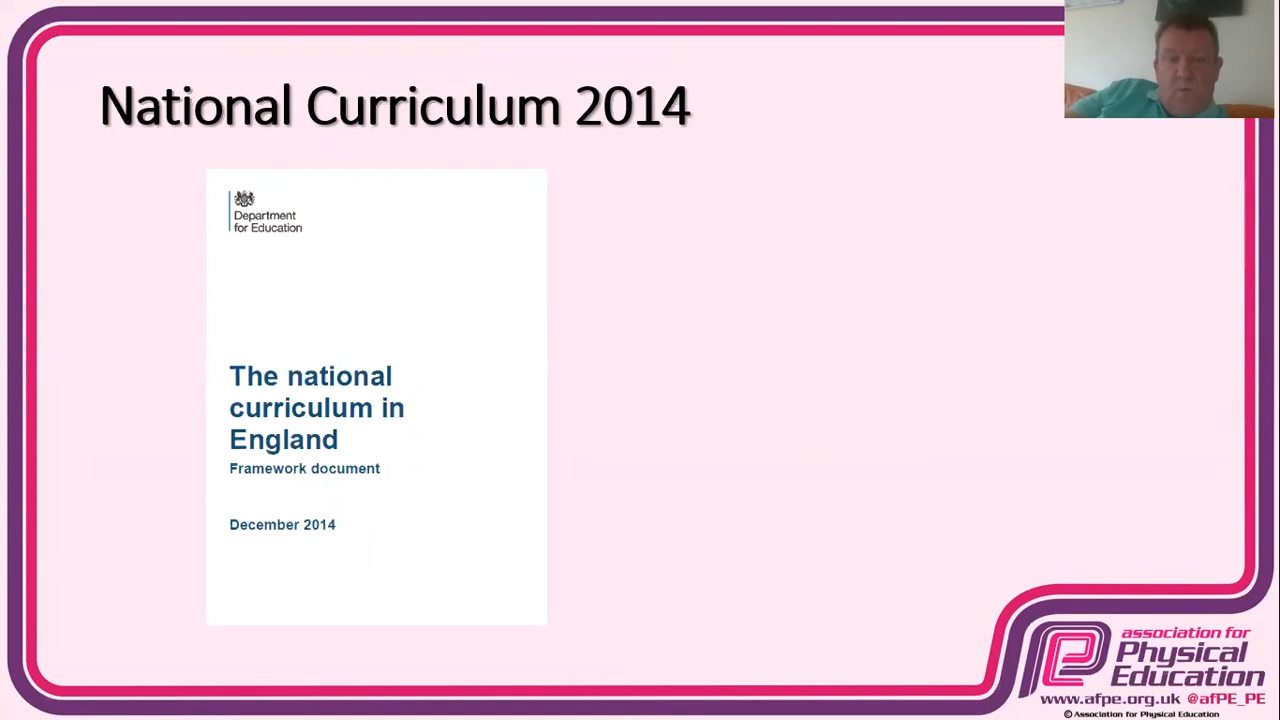 National Curriculum 2014
Department
for Education
The national
curriculum in
England
Framework document
December 2014
association for
Physical
Education
www.afpe.org.uk @afPE_PE
© Association for Physical Education